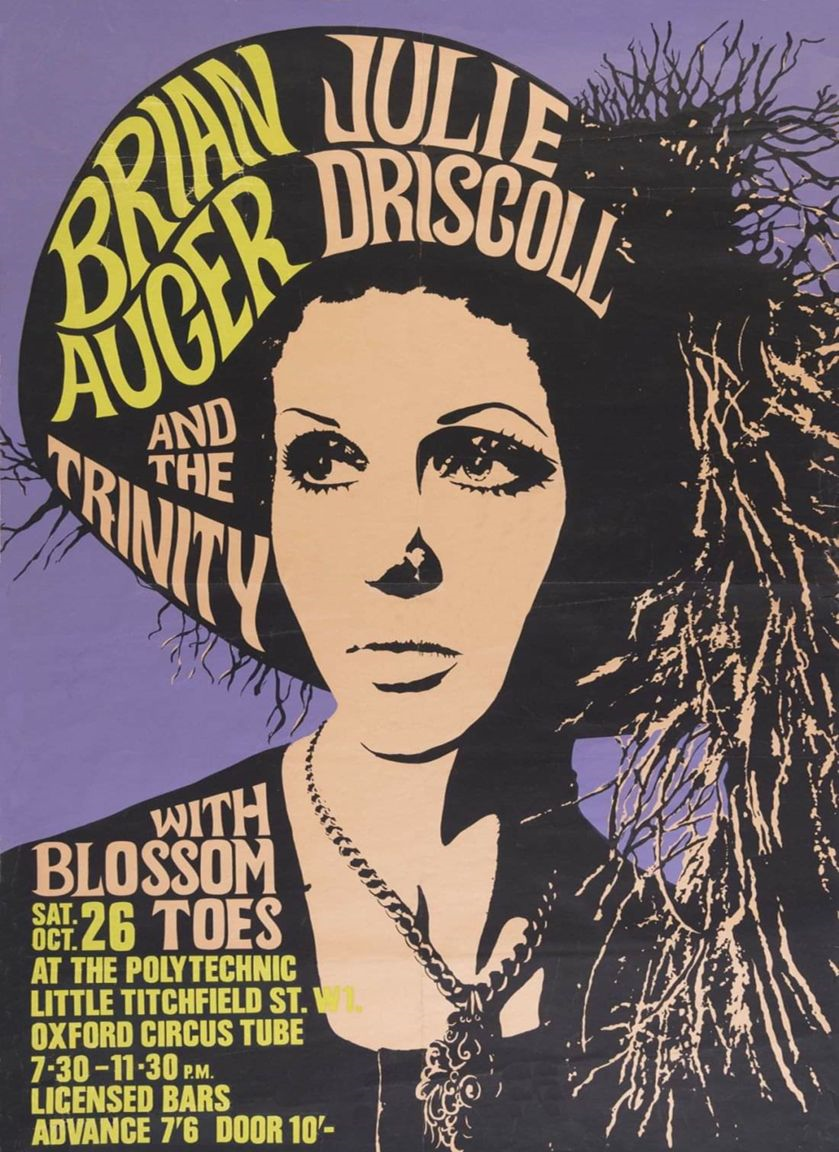 BRIAN
AUGER
JULIE
DRISCOLL
AND
THE
TRINITY
WITH
BLOSSOM
TOES
SAT.
OCT. 26
AT THE POLYTECHNIC
LITTLE TITCHFIELD ST. W1.
OXFORD CIRCUS TUBE
7-30 – 11-30 P.M.
LICENSED BARS
ADVANCE 7'6 DOOR 10'-